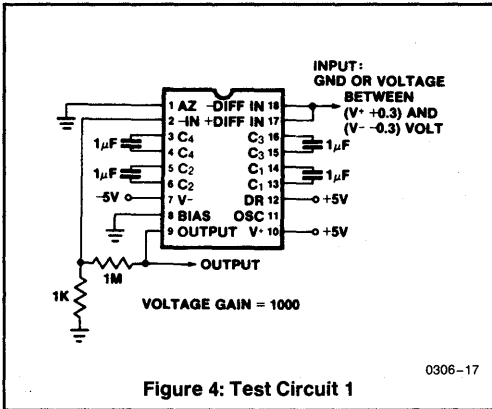 INPUT:
GND OR VOLTAGE
BETWEEN
(V+ +0.3) AND
(V- -0.3) VOLT
1 AZ -DIFF IN 18
2 -IN +DIFF IN 17
3 C4 C3 16
4 C4 C3 15
5 C2 C1 14
6 C2 C1 13
7 V- DR 12
8 BIAS OSC 11
9 OUTPUT V+ 10
1µF
1µF
1µF
1µF
-5V
+5V
+5V
OUTPUT
1M
1K
VOLTAGE GAIN = 1000
0306-17
Figure 4: Test Circuit 1